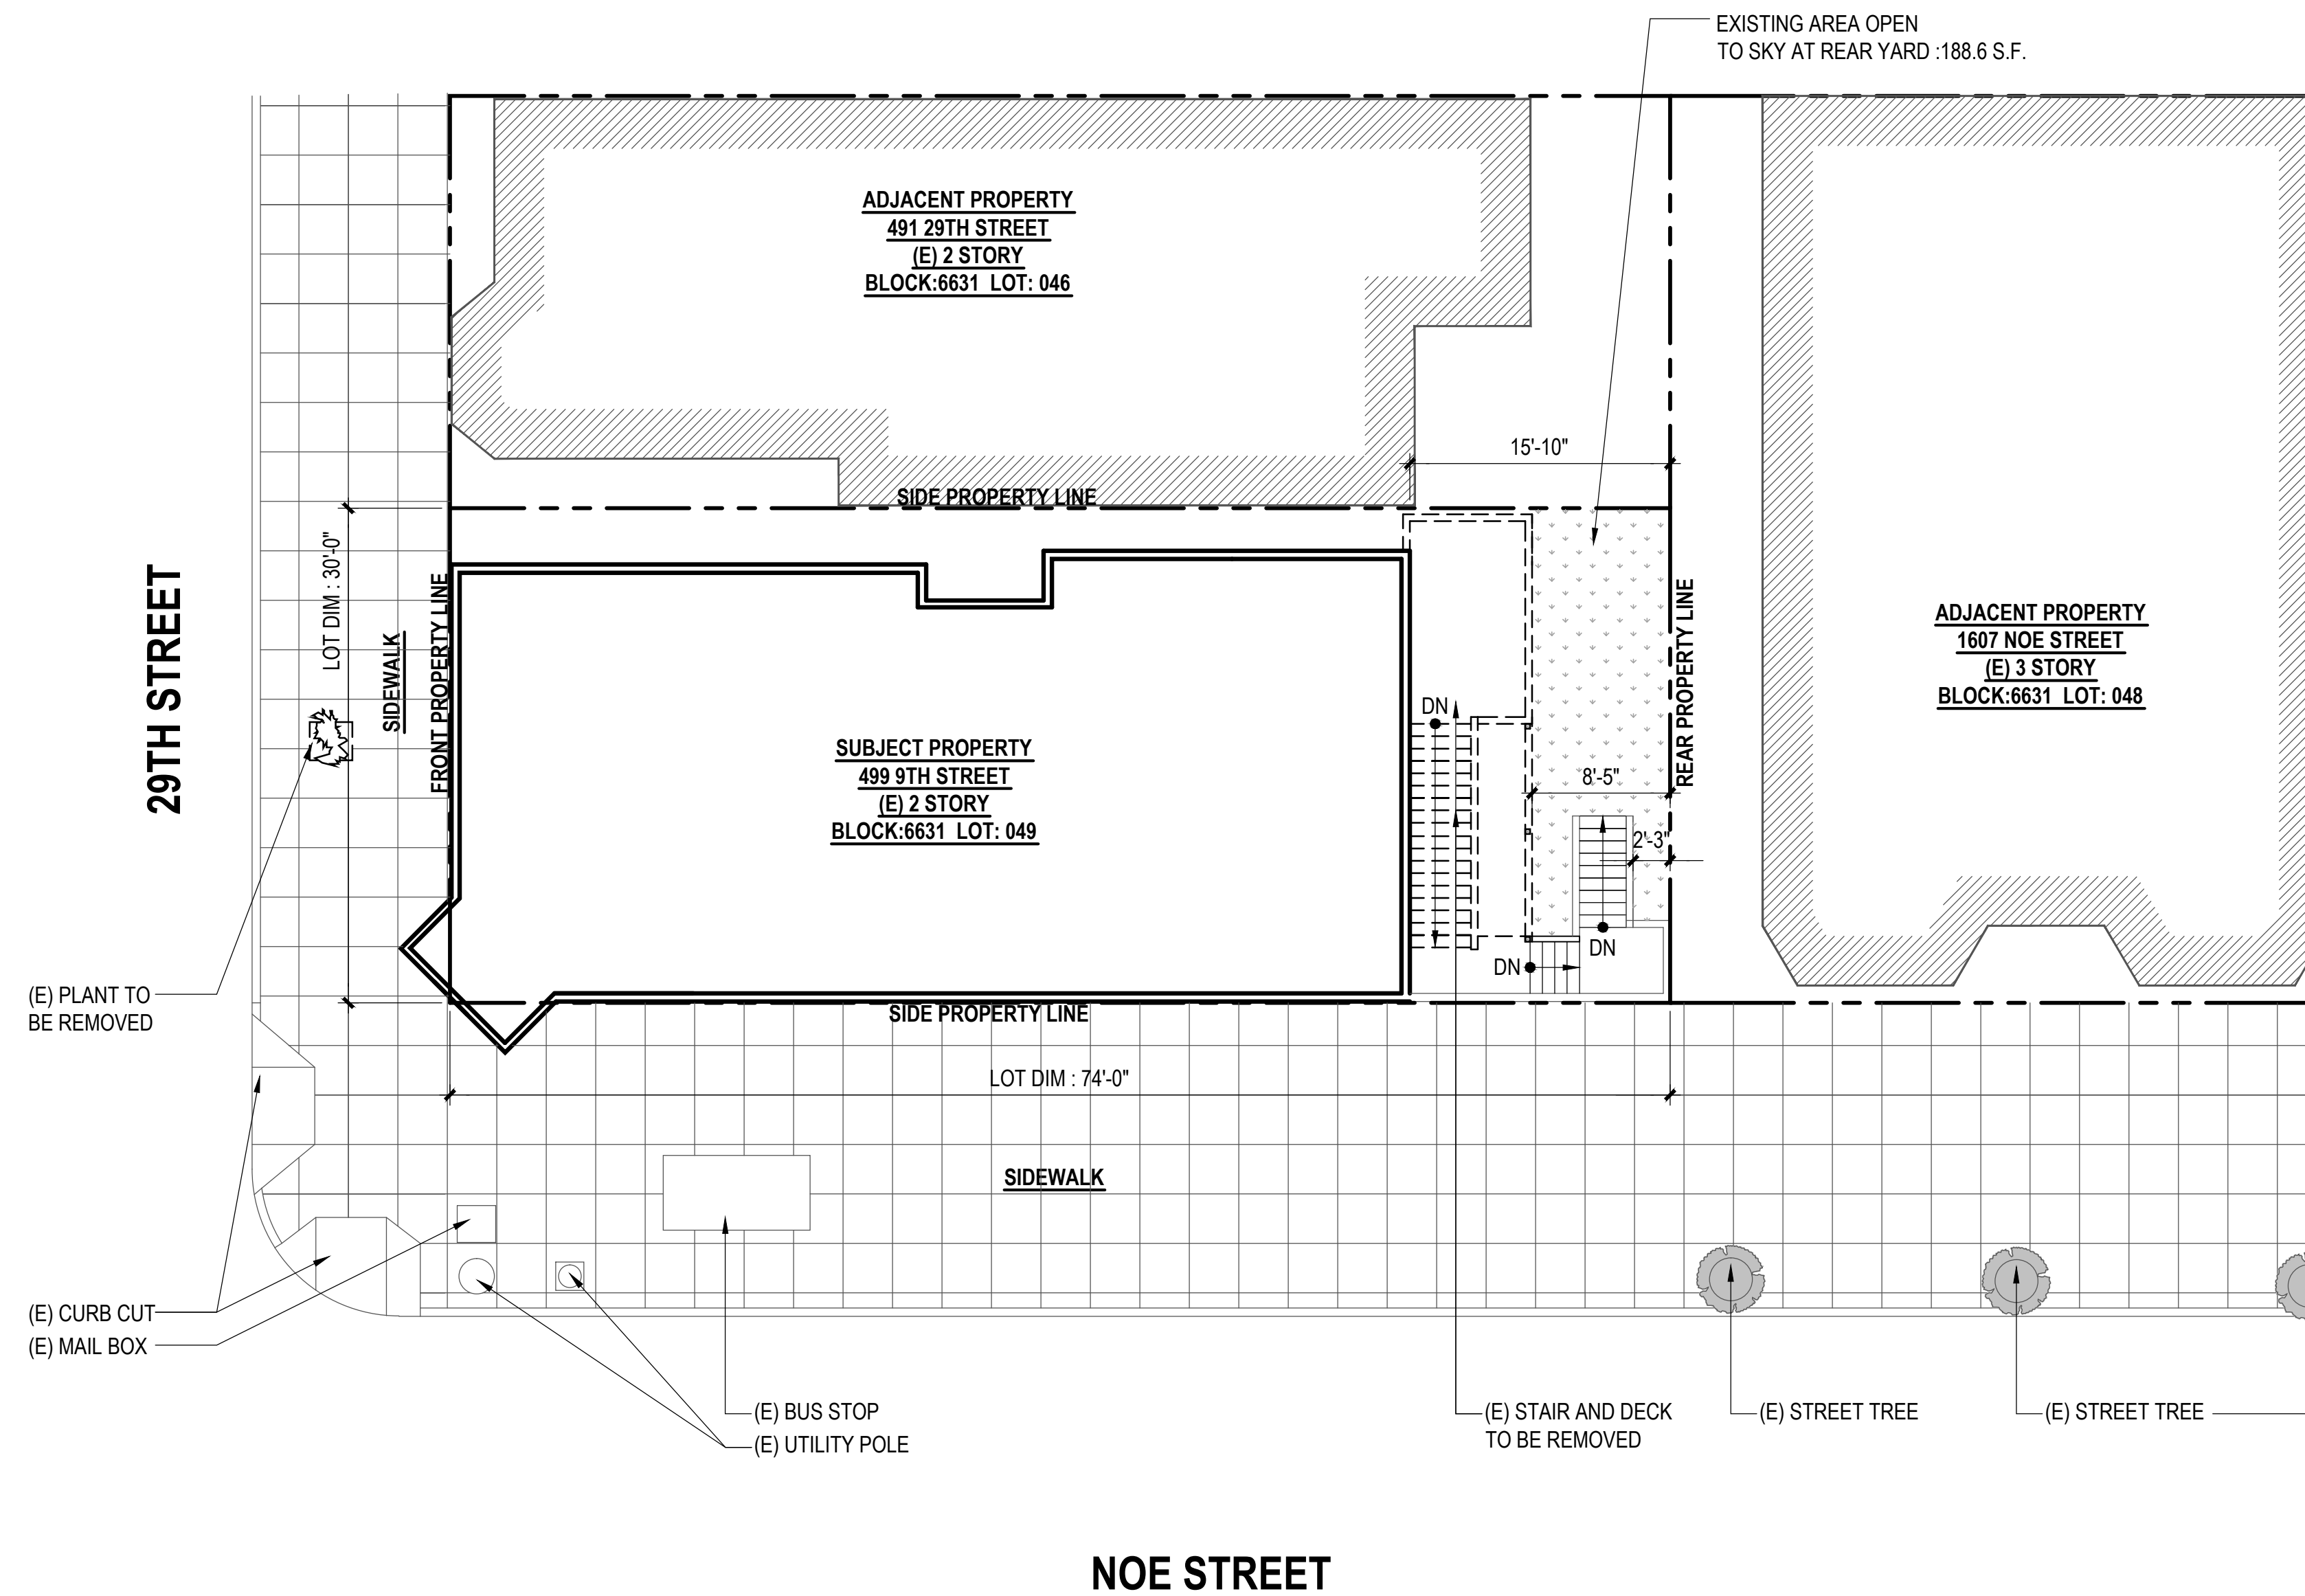 EXISTING AREA OPEN
TO SKY AT REAR YARD :188.6 S.F.
ADJACENT PROPERTY
491 29TH STREET
(E) 2 STORY
BLOCK:6631 LOT: 046
15'-10"
SIDE PROPERTY LINE
29TH STREET
LOT DIM : 30'-0"
SIDEWALK
FRONT PROPERTY LINE
SUBJECT PROPERTY
499 9TH STREET
(E) 2 STORY
BLOCK:6631 LOT: 049
DN
8'-5"
2'-3"
DN
DN
REAR PROPERTY LINE
ADJACENT PROPERTY
1607 NOE STREET
(E) 3 STORY
BLOCK:6631 LOT: 048
(E) PLANT TO
BE REMOVED
SIDE PROPERTY LINE
LOT DIM : 74'-0"
SIDEWALK
(E) CURB CUT
(E) MAIL BOX
(E) BUS STOP
(E) UTILITY POLE
(E) STAIR AND DECK
TO BE REMOVED
(E) STREET TREE
(E) STREET TREE
NOE STREET